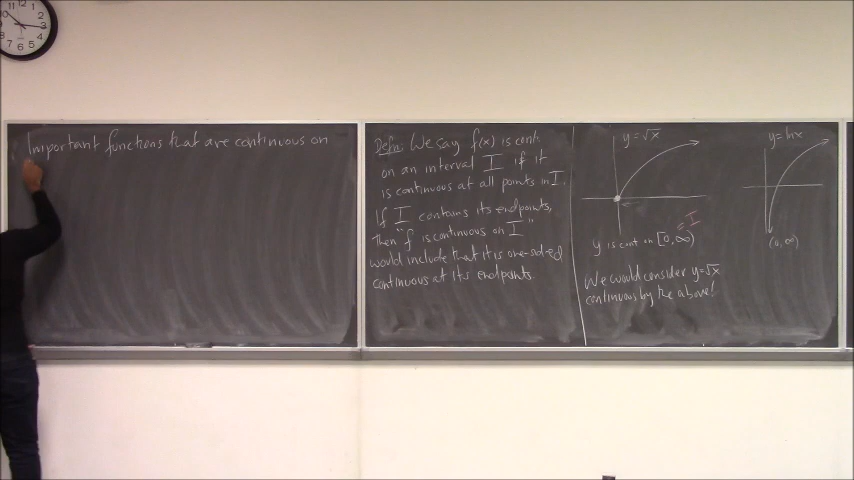 Important functions that are continuous on
Defn: We say f(x) is cont.
on an interval I if it
is continuous at all points in I.
If I contains its endpoints,
then "f is continuous on I"
would include that it is one-sided
continuous at its endpoints.
y=√x
= I
y is cont on [0,∞)
We would consider y=√x
continuous by the above!
y=lnx
(0,∞)